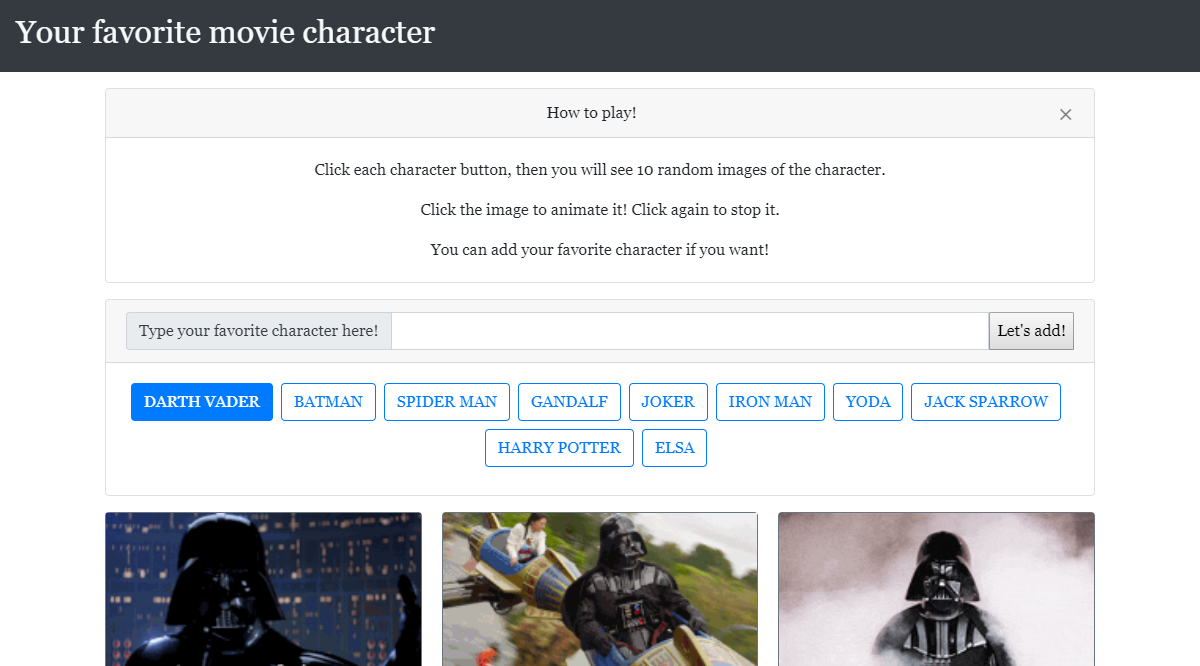 Your favorite movie character
How to play!
×
Click each character button, then you will see 10 random images of the character.
Click the image to animate it! Click again to stop it.
You can add your favorite character if you want!
Type your favorite character here!
Let's add!
DARTH VADER BATMAN SPIDER MAN GANDALF JOKER IRON MAN YODA JACK SPARROW
HARRY POTTER ELSA